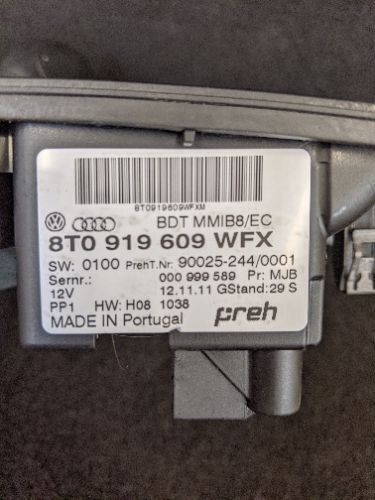 8T0919609WFXM
BDT MMIB8/EC
8T0 919 609 WFX
SW: 0100 PrehT.Nr: 90025-244/0001
Sernr.: 000 999 589 Pr: MJB
12V 12.11.11 GStand: 29 S
PP1 HW: H08 1038
MADE IN Portugal preh